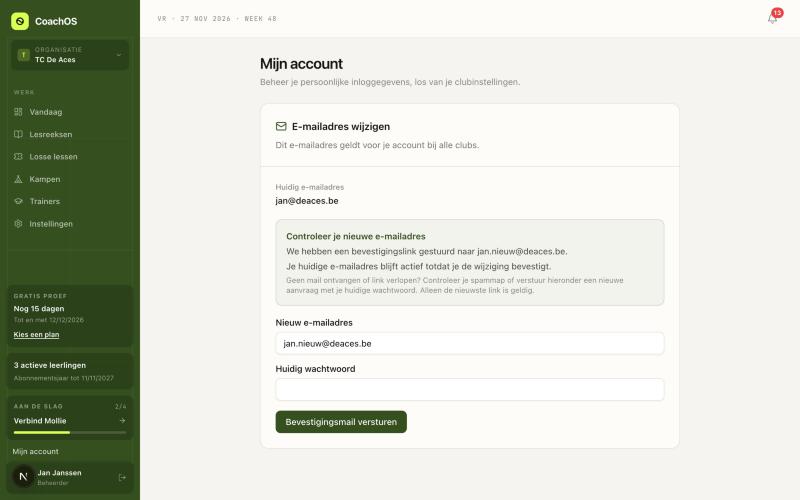 CoachOS
ORGANISATIE
T
TC De Aces
WERK
Vandaag
Lesreeksen
Losse lessen
Kampen
Trainers
Instellingen
GRATIS PROEF
Nog 15 dagen
Tot en met 12/12/2026
Kies een plan
3 actieve leerlingen
Abonnementsjaar tot 11/11/2027
AAN DE SLAG 2/4
Verbind Mollie
Mijn account
N
Jan Janssen
Beheerder
VR · 27 NOV 2026 · WEEK 48
13
Mijn account
Beheer je persoonlijke inloggegevens, los van je clubinstellingen.
E-mailadres wijzigen
Dit e-mailadres geldt voor je account bij alle clubs.
Huidig e-mailadres
jan@deaces.be
Controleer je nieuwe e-mailadres
We hebben een bevestigingslink gestuurd naar jan.nieuw@deaces.be.
Je huidige e-mailadres blijft actief totdat je de wijziging bevestigt.
Geen mail ontvangen of link verlopen? Controleer je spammap of verstuur hieronder een nieuwe
aanvraag met je huidige wachtwoord. Alleen de nieuwste link is geldig.
Nieuw e-mailadres
jan.nieuw@deaces.be
Huidig wachtwoord
Bevestigingsmail versturen